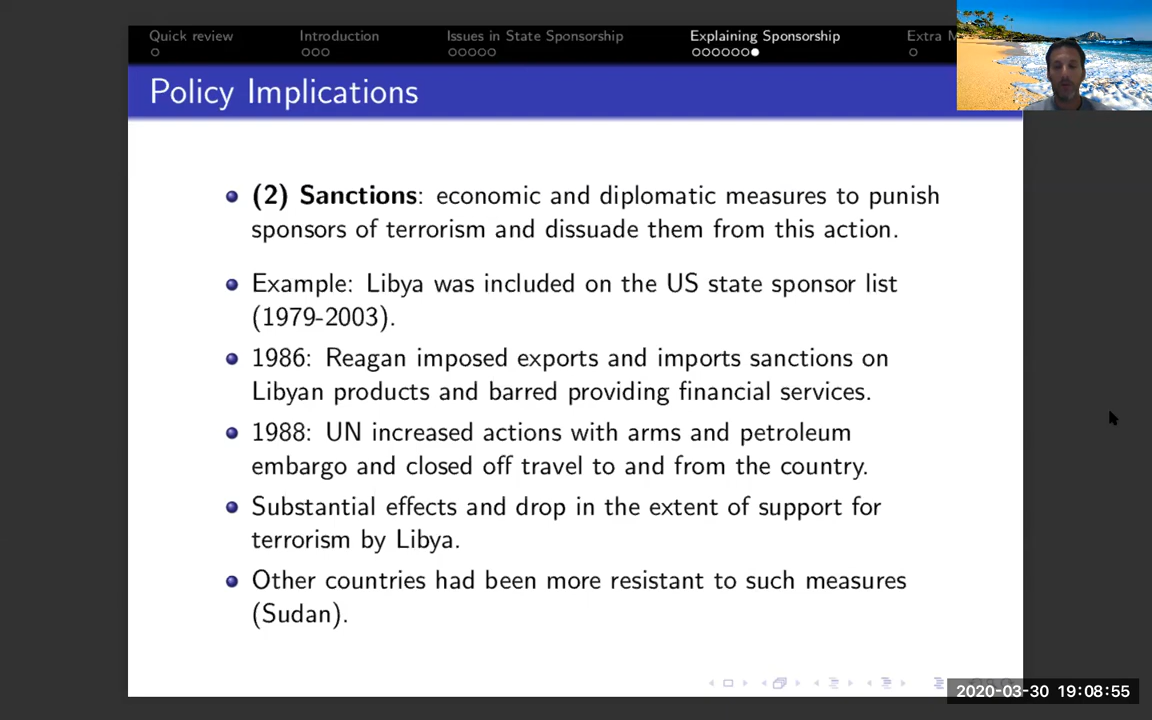 Quick review
Introduction
Issues in State Sponsorship
Explaining Sponsorship
Extra
Policy Implications
(2) Sanctions: economic and diplomatic measures to punish
sponsors of terrorism and dissuade them from this action.
Example: Libya was included on the US state sponsor list
(1979-2003).
1986: Reagan imposed exports and imports sanctions on
Libyan products and barred providing financial services.
1988: UN increased actions with arms and petroleum
embargo and closed off travel to and from the country.
Substantial effects and drop in the extent of support for
terrorism by Libya.
Other countries had been more resistant to such measures
(Sudan).
2020-03-30 19:08:55